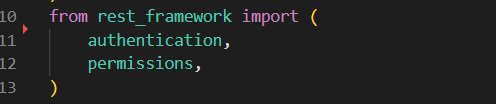 10 from rest_framework import (
11     authentication,
12     permissions,
13 )